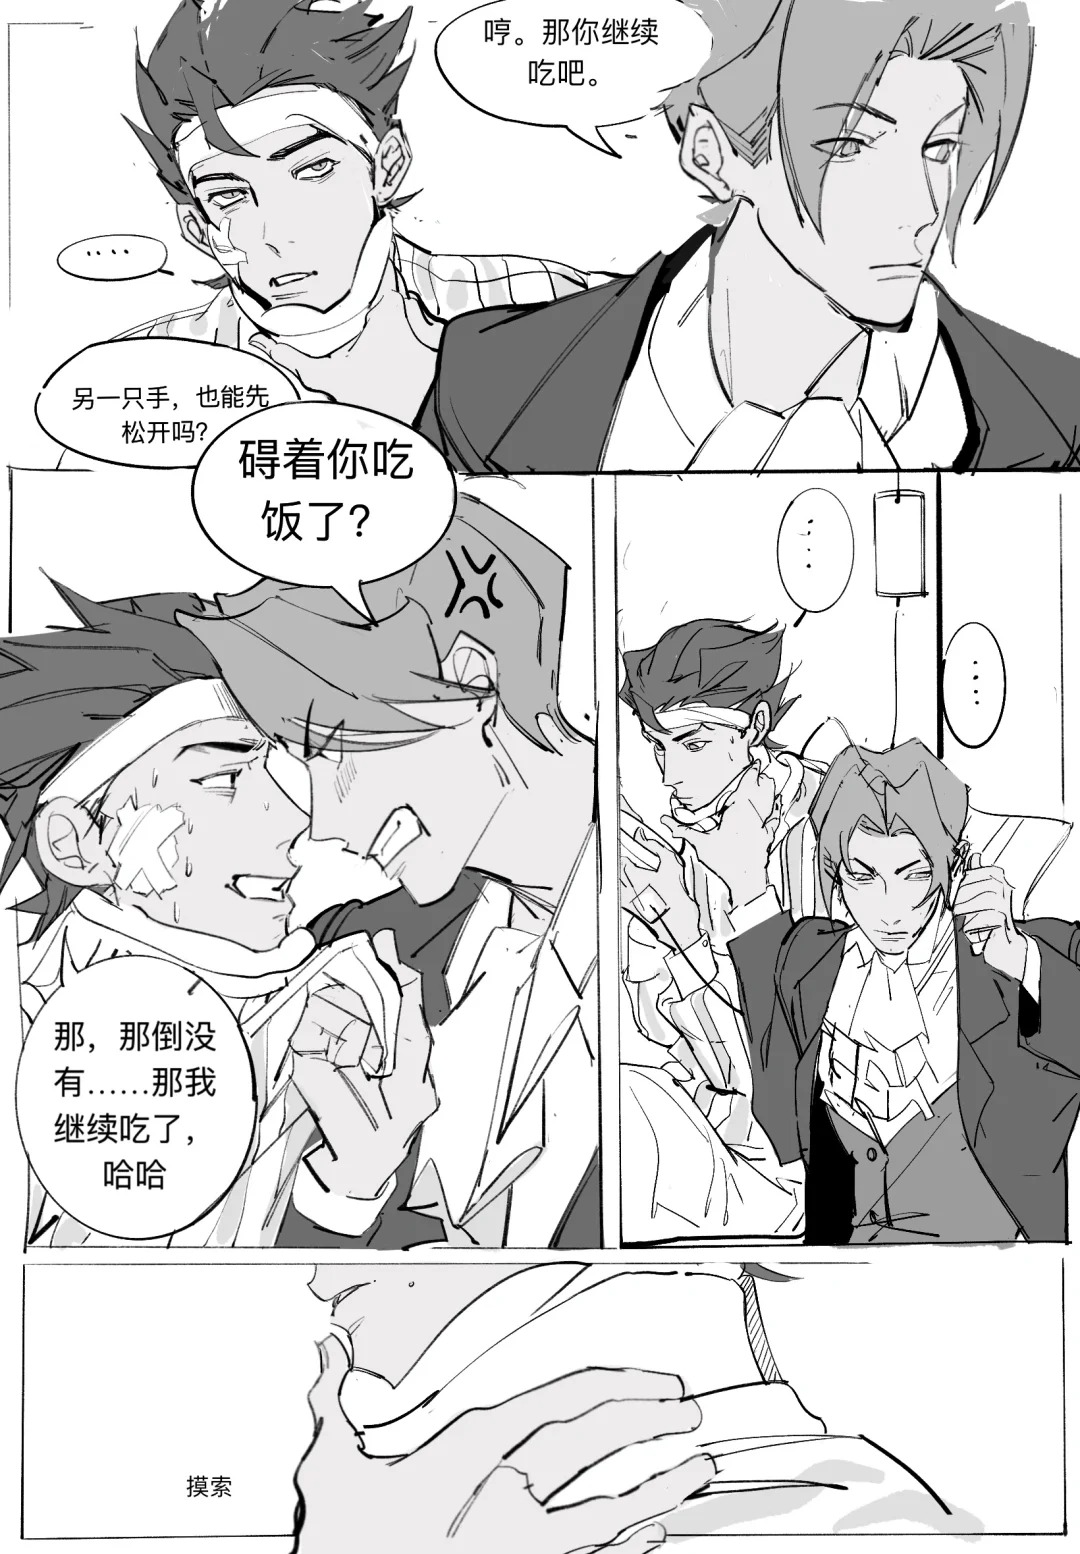 哼。那你继续
吃吧。
....
另一只手，也能先
松开吗？
碍着你吃
饭了？
那，那倒没
有……那我
继续吃了，
哈哈
....
....
摸索